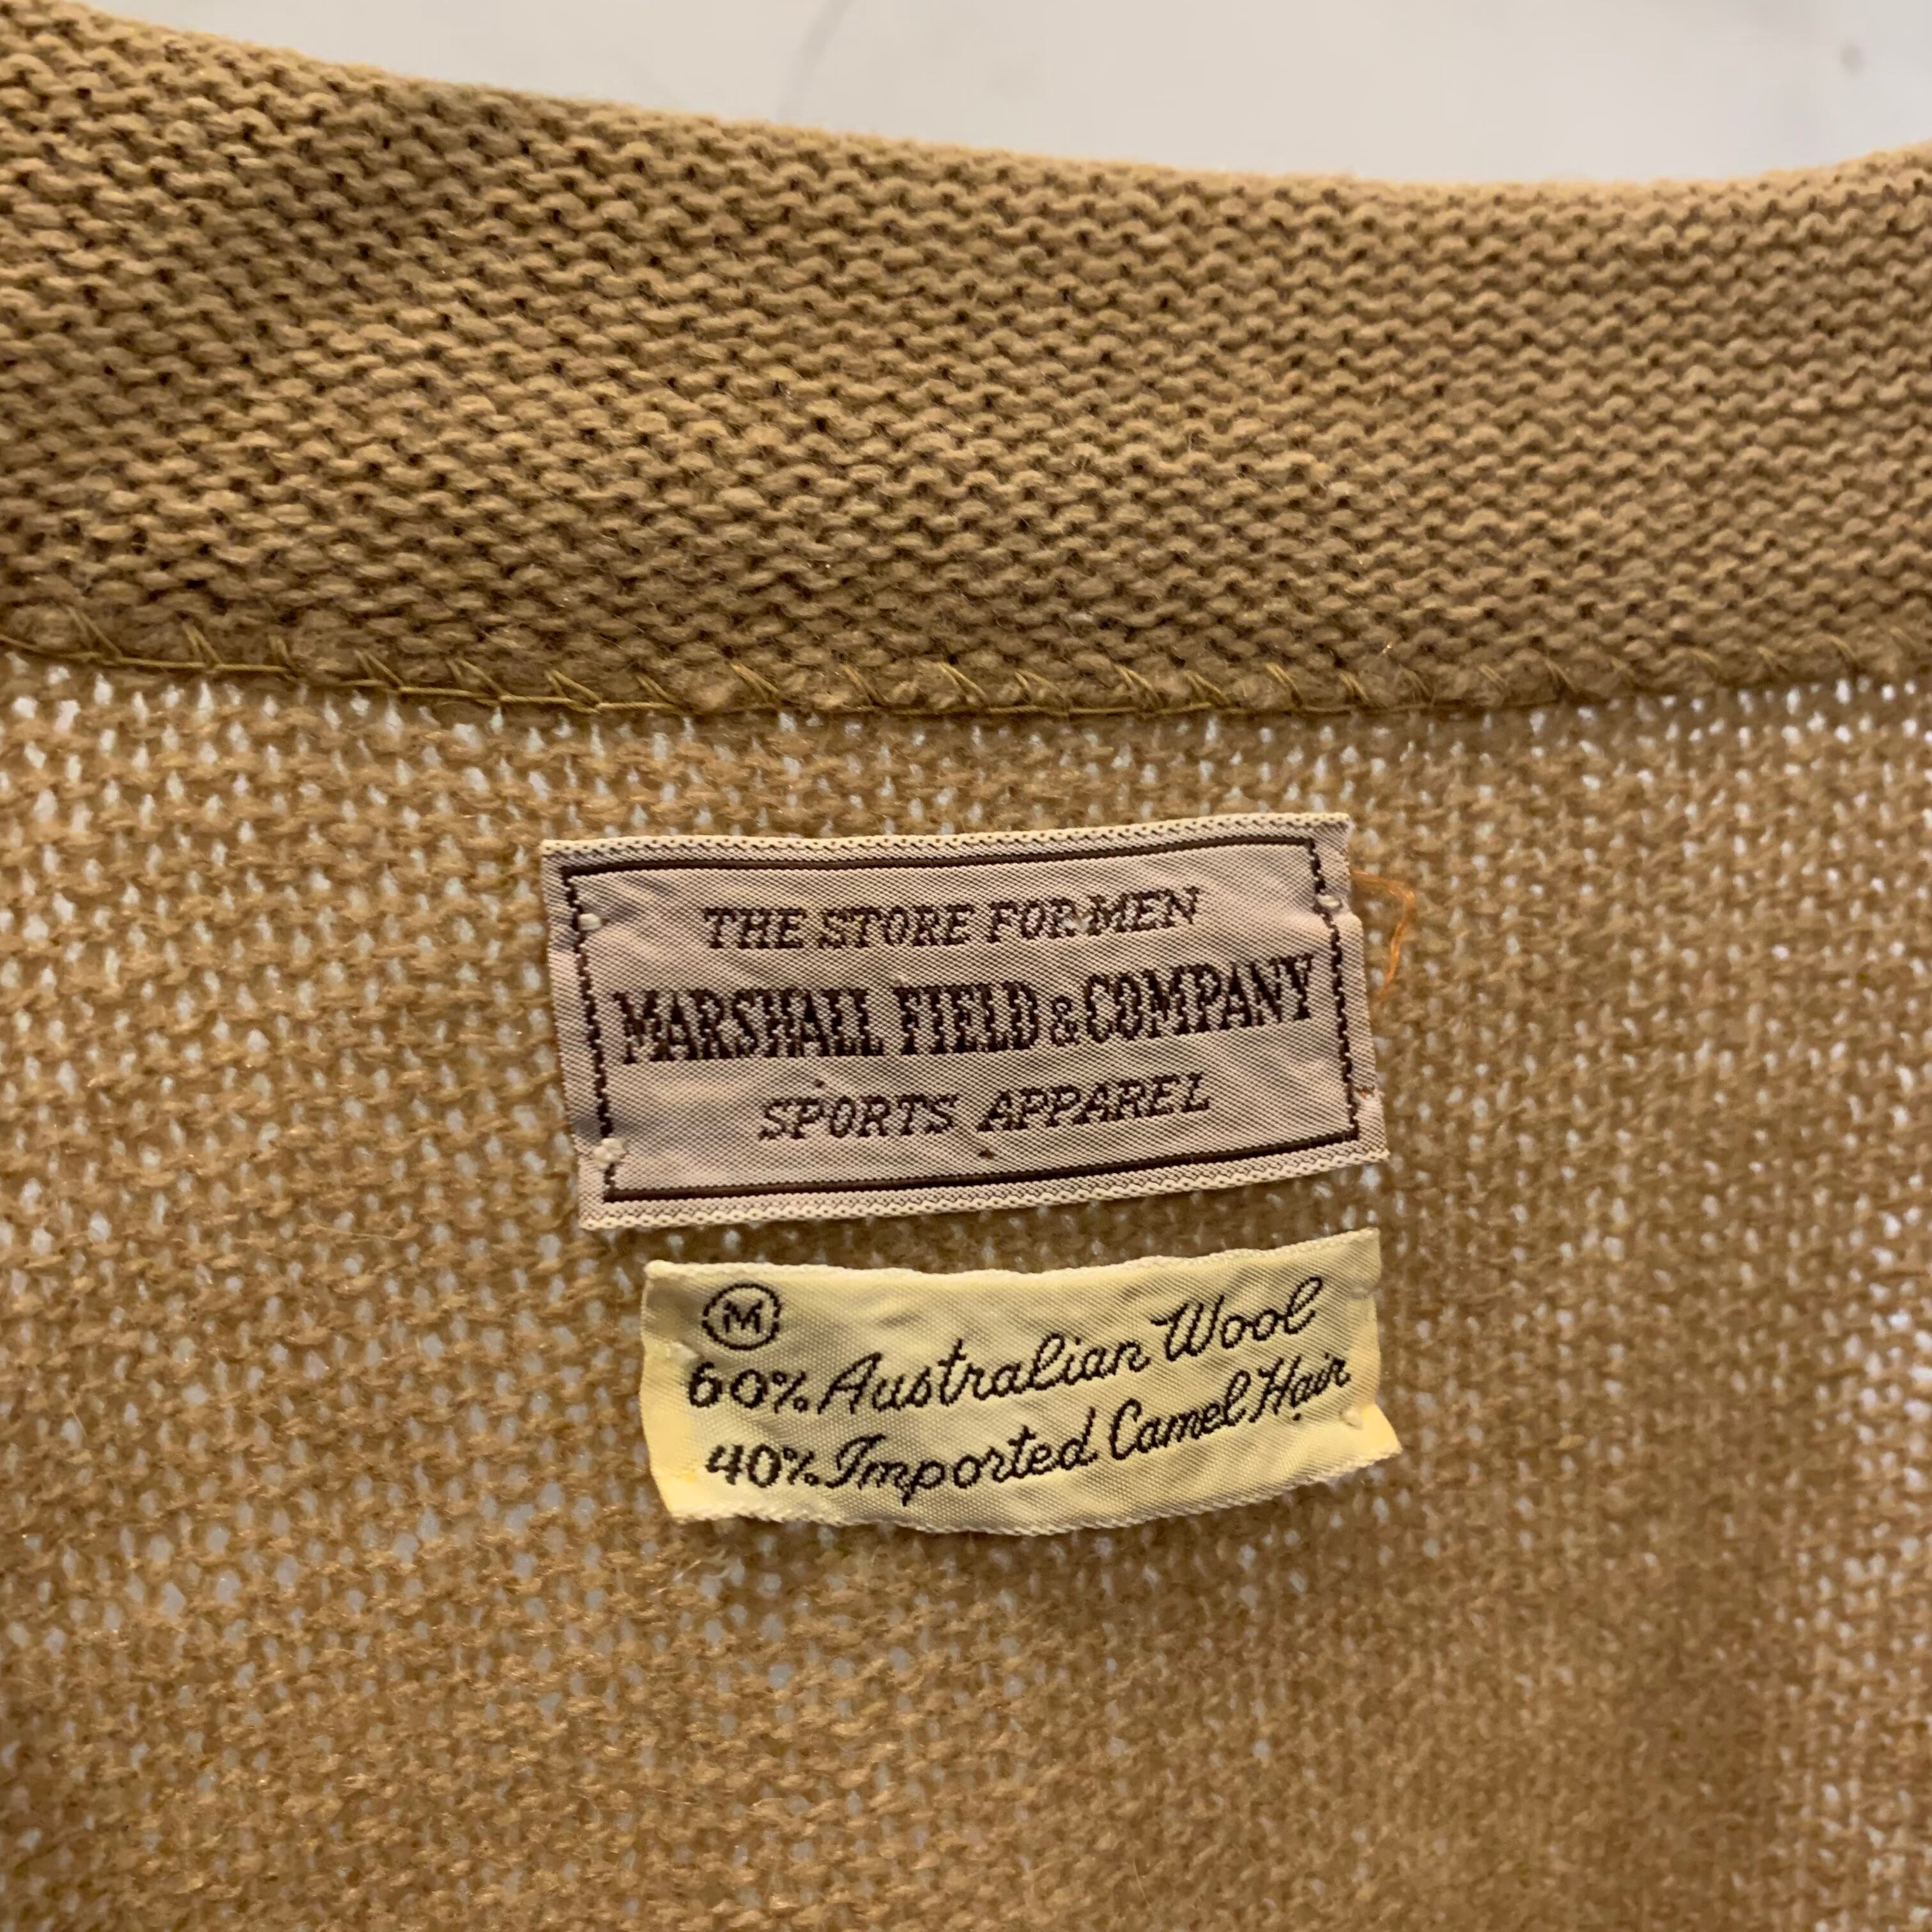 THE STORE FOR MEN
MARSHALL FIELD & COMPANY
SPORTS APPAREL
M
60% Australian Wool
40% Imported Camel Hair